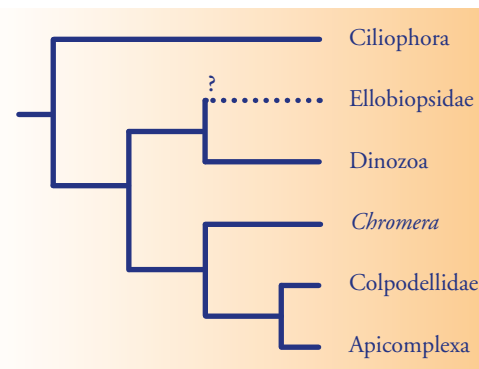 Ciliophora
?
Ellobiopsidae
Dinozoa
Chromera
Colpodellidae
Apicomplexa